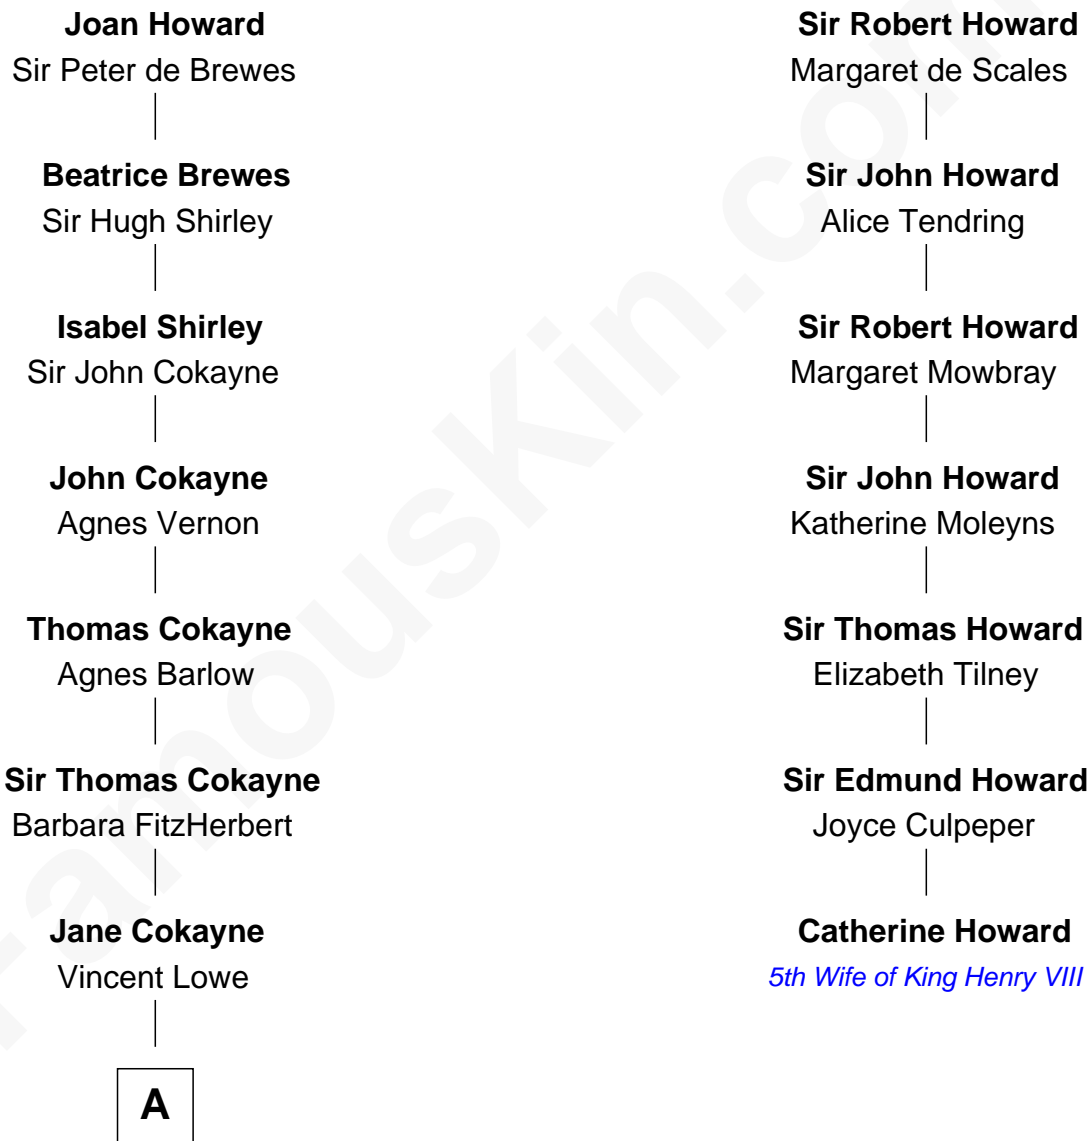 Joan Howard
Sir Peter de Brewes
Beatrice Brewes
Sir Hugh Shirley
Isabel Shirley
Sir John Cokayne
John Cokayne
Agnes Vernon
Thomas Cokayne
Agnes Barlow
Sir Thomas Cokayne
Barbara FitzHerbert
Jane Cokayne
Vincent Lowe
A
Sir Robert Howard
Margaret de Scales
Sir John Howard
Alice Tendring
Sir Robert Howard
Margaret Mowbray
Sir John Howard
Katherine Moleyns
Sir Thomas Howard
Elizabeth Tilney
Sir Edmund Howard
Joyce Culpeper
Catherine Howard
5th Wife of King Henry VIII
FamousKin.com